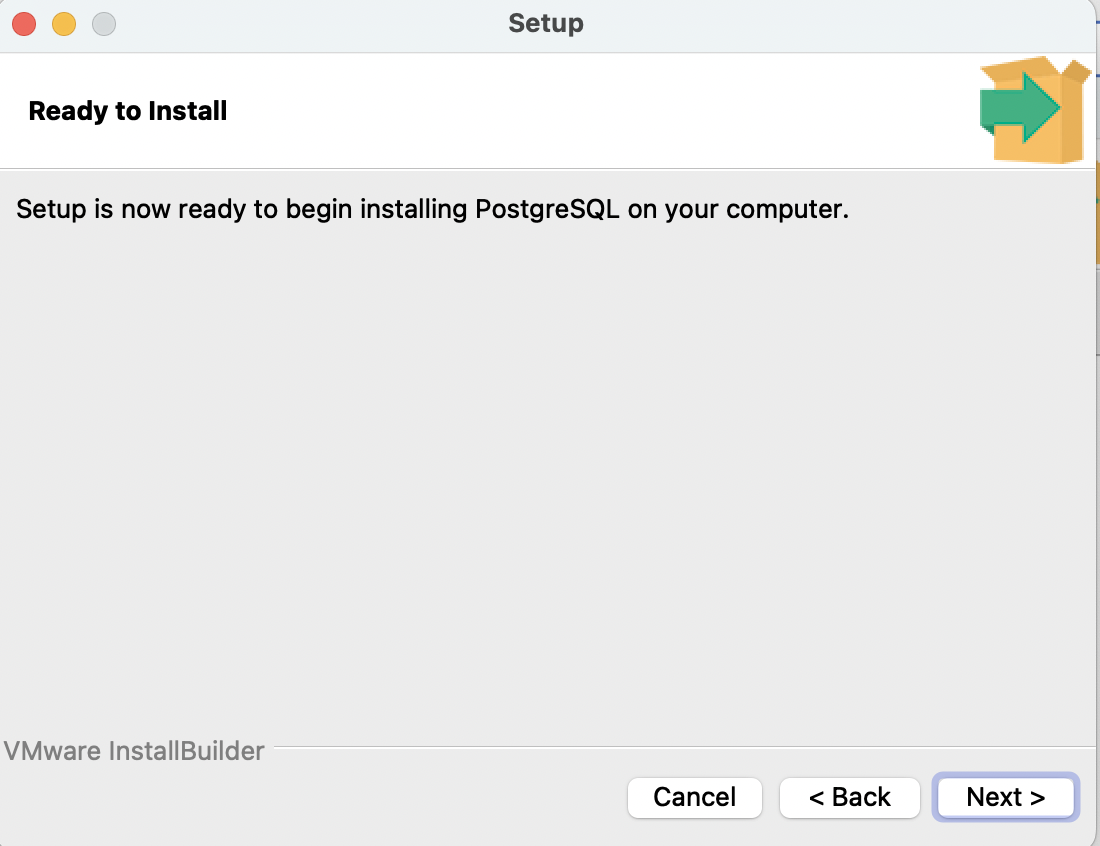 Setup
Ready to Install
Setup is now ready to begin installing PostgreSQL on your computer.
VMware InstallBuilder
Cancel
< Back
Next >